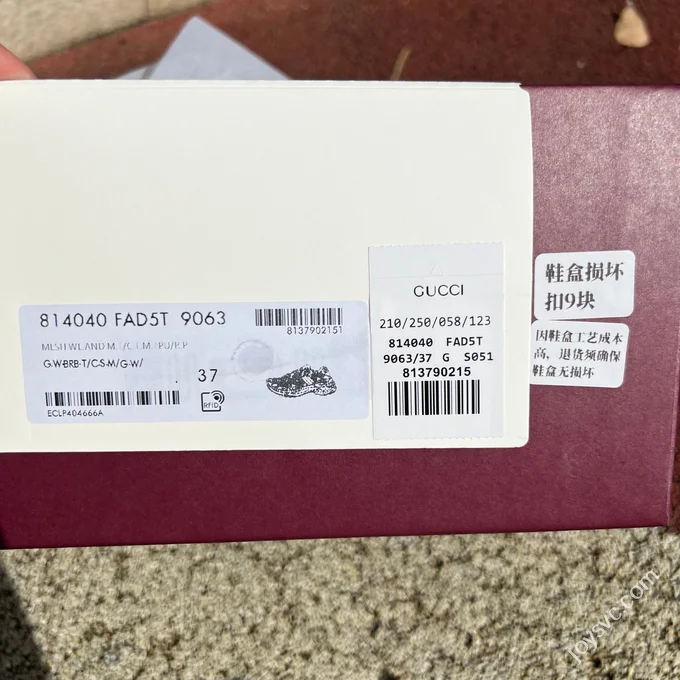 814040 FAD5T 9063
8137902151
G-W-BRB-T/C-S-M/G-W/
37
RFID
ECLP404666A
GUCCI
210/250/058/123
814040 FAD5T
9063/37 G S051
813790215
鞋盒损坏
扣9块
因鞋盒工艺成本
高，退货须确保
鞋盒无损坏
joysvc.com